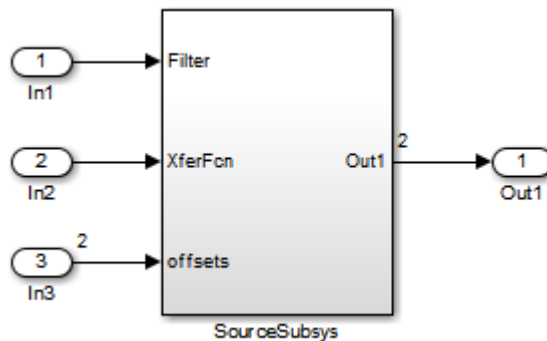 1
Filter
In1
2
2
XferFcn
Out1
1
In2
Out1
2
3
offsets
In3
SourceSubsys